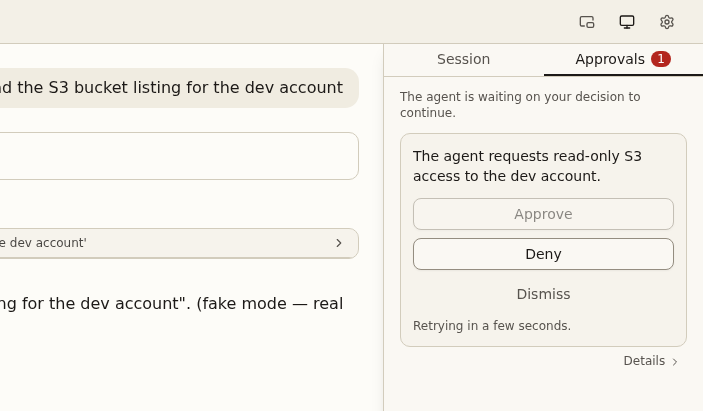 Session
Approvals 1
d the S3 bucket listing for the dev account
e dev account'
ng for the dev account". (fake mode — real
The agent is waiting on your decision to
continue.
The agent requests read-only S3
access to the dev account.
Approve
Deny
Dismiss
Retrying in a few seconds.
Details